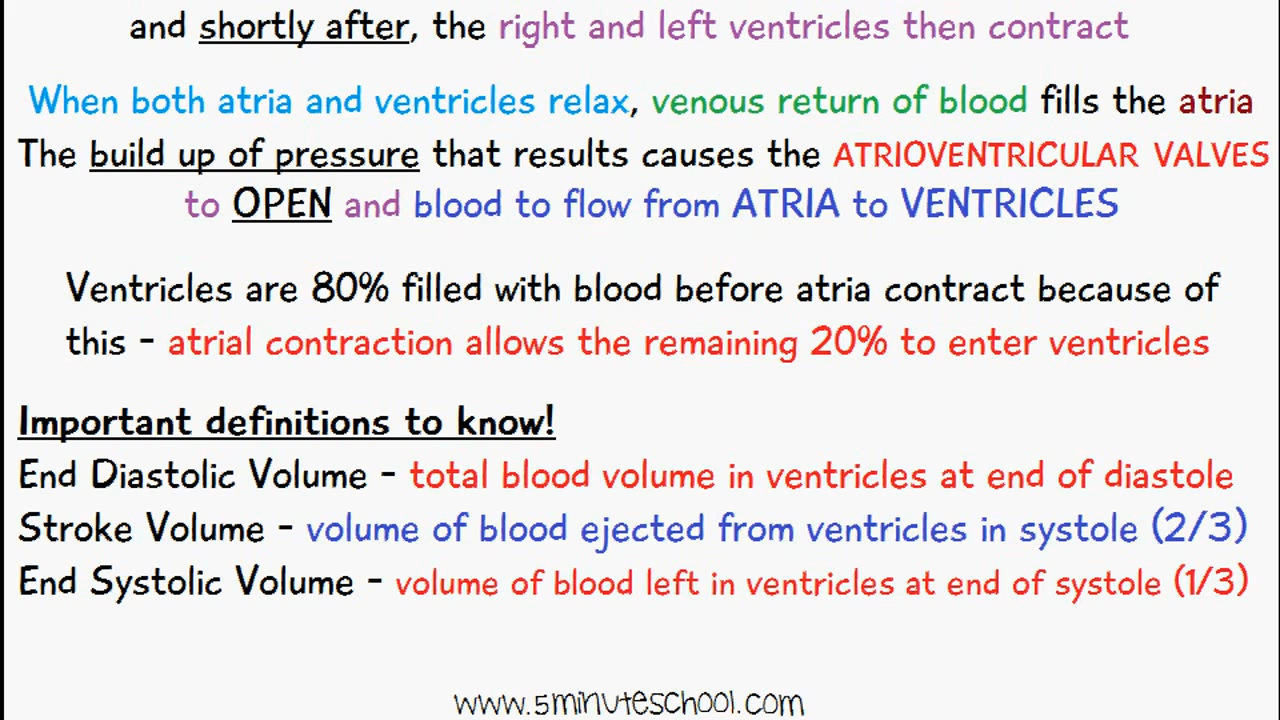 and shortly after, the right and left ventricles then contract
When both atria and ventricles relax, venous return of blood fills the atria
The build up of pressure that results causes the ATRIOVENTRICULAR VALVES
to OPEN and blood to flow from ATRIA to VENTRICLES
Ventricles are 80% filled with blood before atria contract because of
this - atrial contraction allows the remaining 20% to enter ventricles
Important definitions to know!
End Diastolic Volume - total blood volume in ventricles at end of diastole
Stroke Volume - volume of blood ejected from ventricles in systole (2/3)
End Systolic Volume - volume of blood left in ventricles at end of systole (1/3)
www.5minuteschool.com